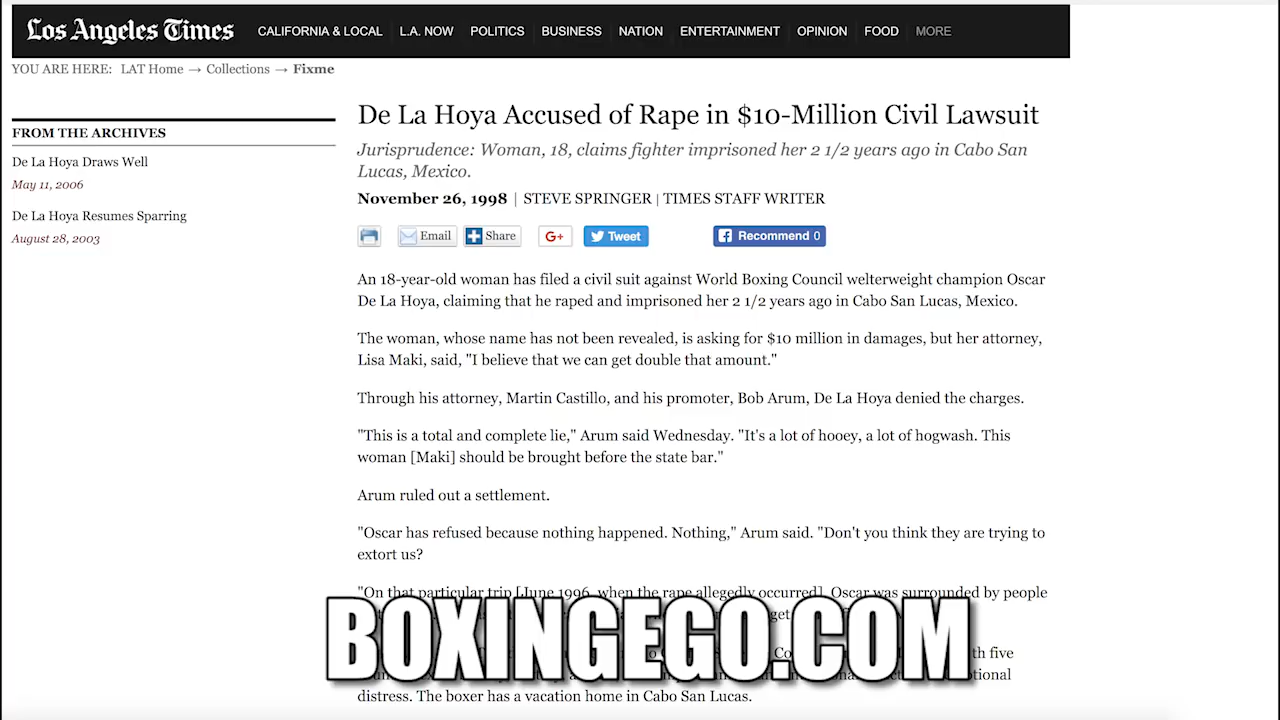 Los Angeles Times
CALIFORNIA & LOCAL L.A. NOW POLITICS BUSINESS NATION ENTERTAINMENT OPINION FOOD MORE
YOU ARE HERE: LAT Home → Collections → Fixme
FROM THE ARCHIVES
De La Hoya Draws Well
May 11, 2006
De La Hoya Resumes Sparring
August 28, 2003
De La Hoya Accused of Rape in $10-Million Civil Lawsuit
Jurisprudence: Woman, 18, claims fighter imprisoned her 2 1/2 years ago in Cabo San
Lucas, Mexico.
November 26, 1998 | STEVE SPRINGER | TIMES STAFF WRITER
Email Share G+ Tweet Recommend 0
An 18-year-old woman has filed a civil suit against World Boxing Council welterweight champion Oscar
De La Hoya, claiming that he raped and imprisoned her 2 1/2 years ago in Cabo San Lucas, Mexico.
The woman, whose name has not been revealed, is asking for $10 million in damages, but her attorney,
Lisa Maki, said, "I believe that we can get double that amount."
Through his attorney, Martin Castillo, and his promoter, Bob Arum, De La Hoya denied the charges.
"This is a total and complete lie," Arum said Wednesday. "It's a lot of hooey, a lot of hogwash. This
woman [Maki] should be brought before the state bar."
Arum ruled out a settlement.
"Oscar has refused because nothing happened. Nothing," Arum said. "Don't you think they are trying to
extort us?
"On that particular trip [June 1996, when the rape allegedly occurred], Oscar was surrounded by people
get
BOXINGEGO.COM
five
distress. The boxer has a vacation home in Cabo San Lucas.